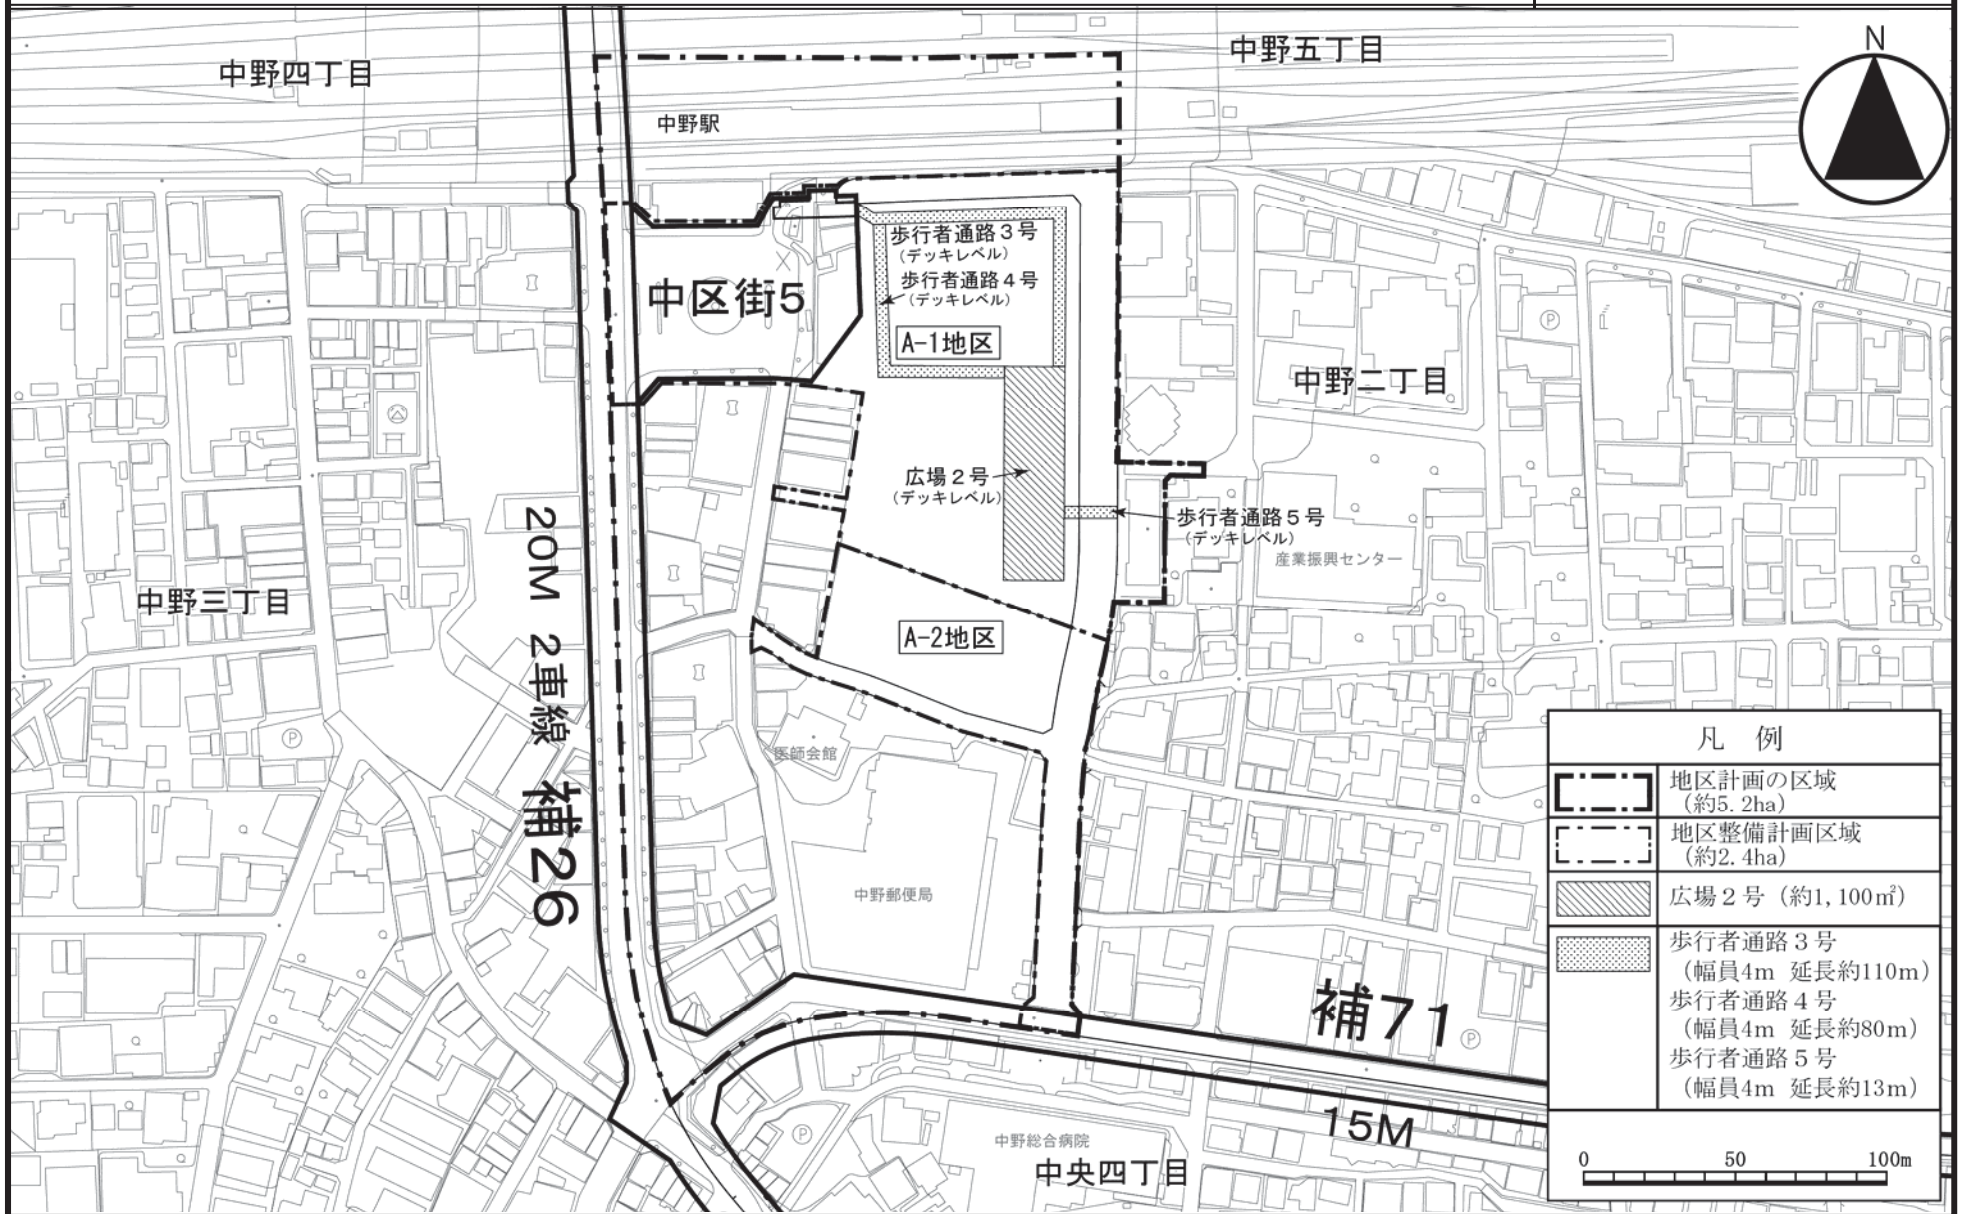 中野四丁目
中野五丁目
N
中野駅
歩行者通路３号
（デッキレベル）
歩行者通路４号
（デッキレベル）
中区街5
A-1地区
中野二丁目
P
広場２号
（デッキレベル）
歩行者通路５号
（デッキレベル）
産業振興センター
20M 2車線
中野三丁目
A-2地区
P
医師会館
補26
中野郵便局
補71
P
15M
P
中野総合病院
中央四丁目
凡 例
地区計画の区域
（約5.2ha）
地区整備計画区域
（約2.4ha）
広場２号（約1,100㎡）
歩行者通路３号
（幅員4m 延長約110m）
歩行者通路４号
（幅員4m 延長約80m）
歩行者通路５号
（幅員4m 延長約13m）
0 50 100m